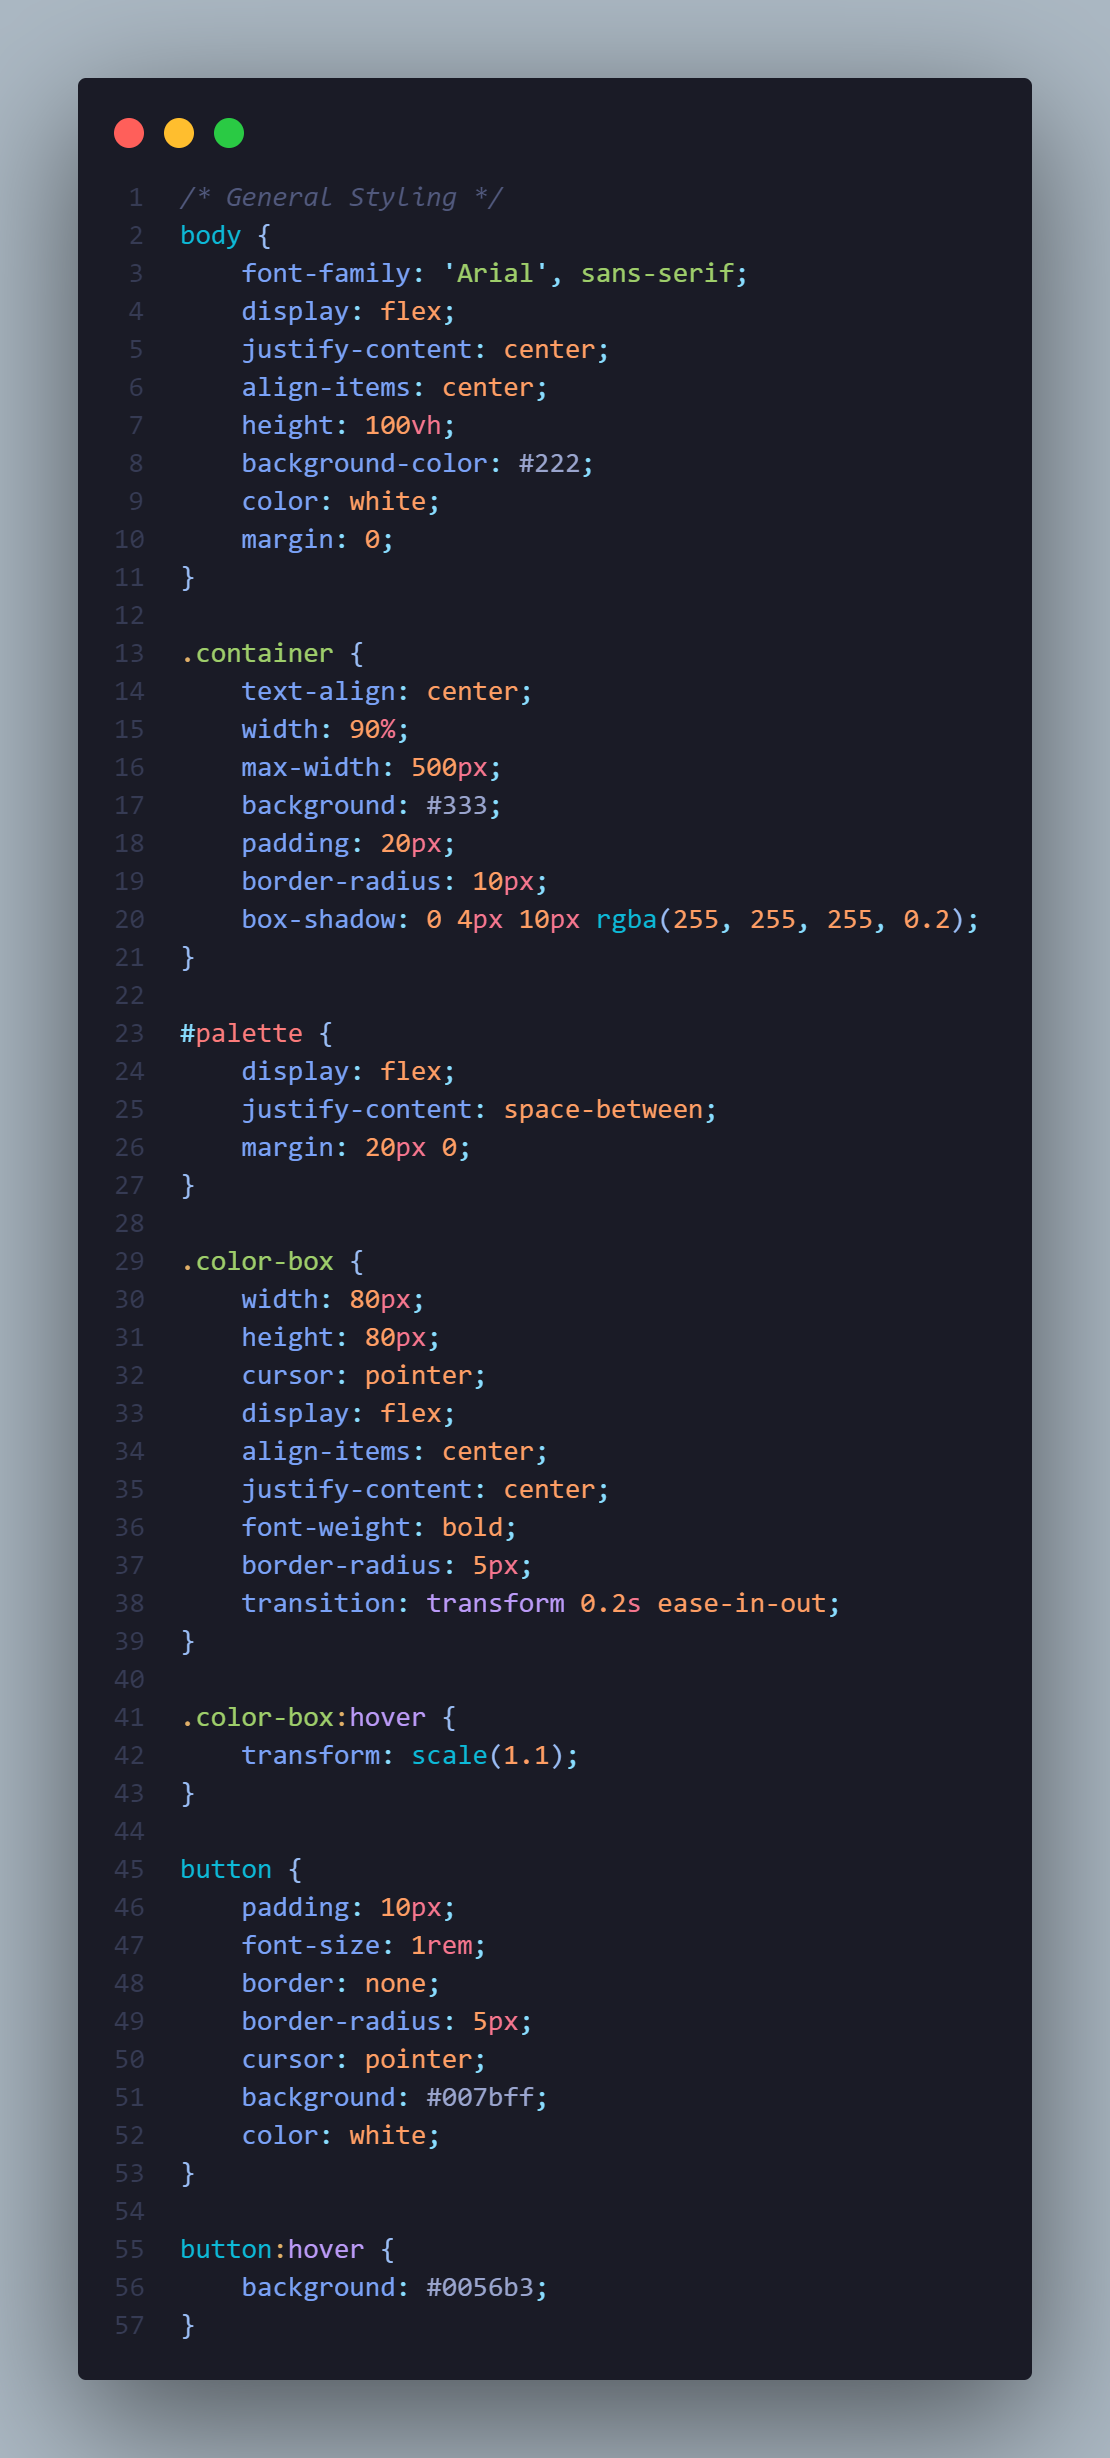 1 /* General Styling */
2 body {
3     font-family: 'Arial', sans-serif;
4     display: flex;
5     justify-content: center;
6     align-items: center;
7     height: 100vh;
8     background-color: #222;
9     color: white;
10     margin: 0;
11 }
12
13 .container {
14     text-align: center;
15     width: 90%;
16     max-width: 500px;
17     background: #333;
18     padding: 20px;
19     border-radius: 10px;
20     box-shadow: 0 4px 10px rgba(255, 255, 255, 0.2);
21 }
22
23 #palette {
24     display: flex;
25     justify-content: space-between;
26     margin: 20px 0;
27 }
28
29 .color-box {
30     width: 80px;
31     height: 80px;
32     cursor: pointer;
33     display: flex;
34     align-items: center;
35     justify-content: center;
36     font-weight: bold;
37     border-radius: 5px;
38     transition: transform 0.2s ease-in-out;
39 }
40
41 .color-box:hover {
42     transform: scale(1.1);
43 }
44
45 button {
46     padding: 10px;
47     font-size: 1rem;
48     border: none;
49     border-radius: 5px;
50     cursor: pointer;
51     background: #007bff;
52     color: white;
53 }
54
55 button:hover {
56     background: #0056b3;
57 }